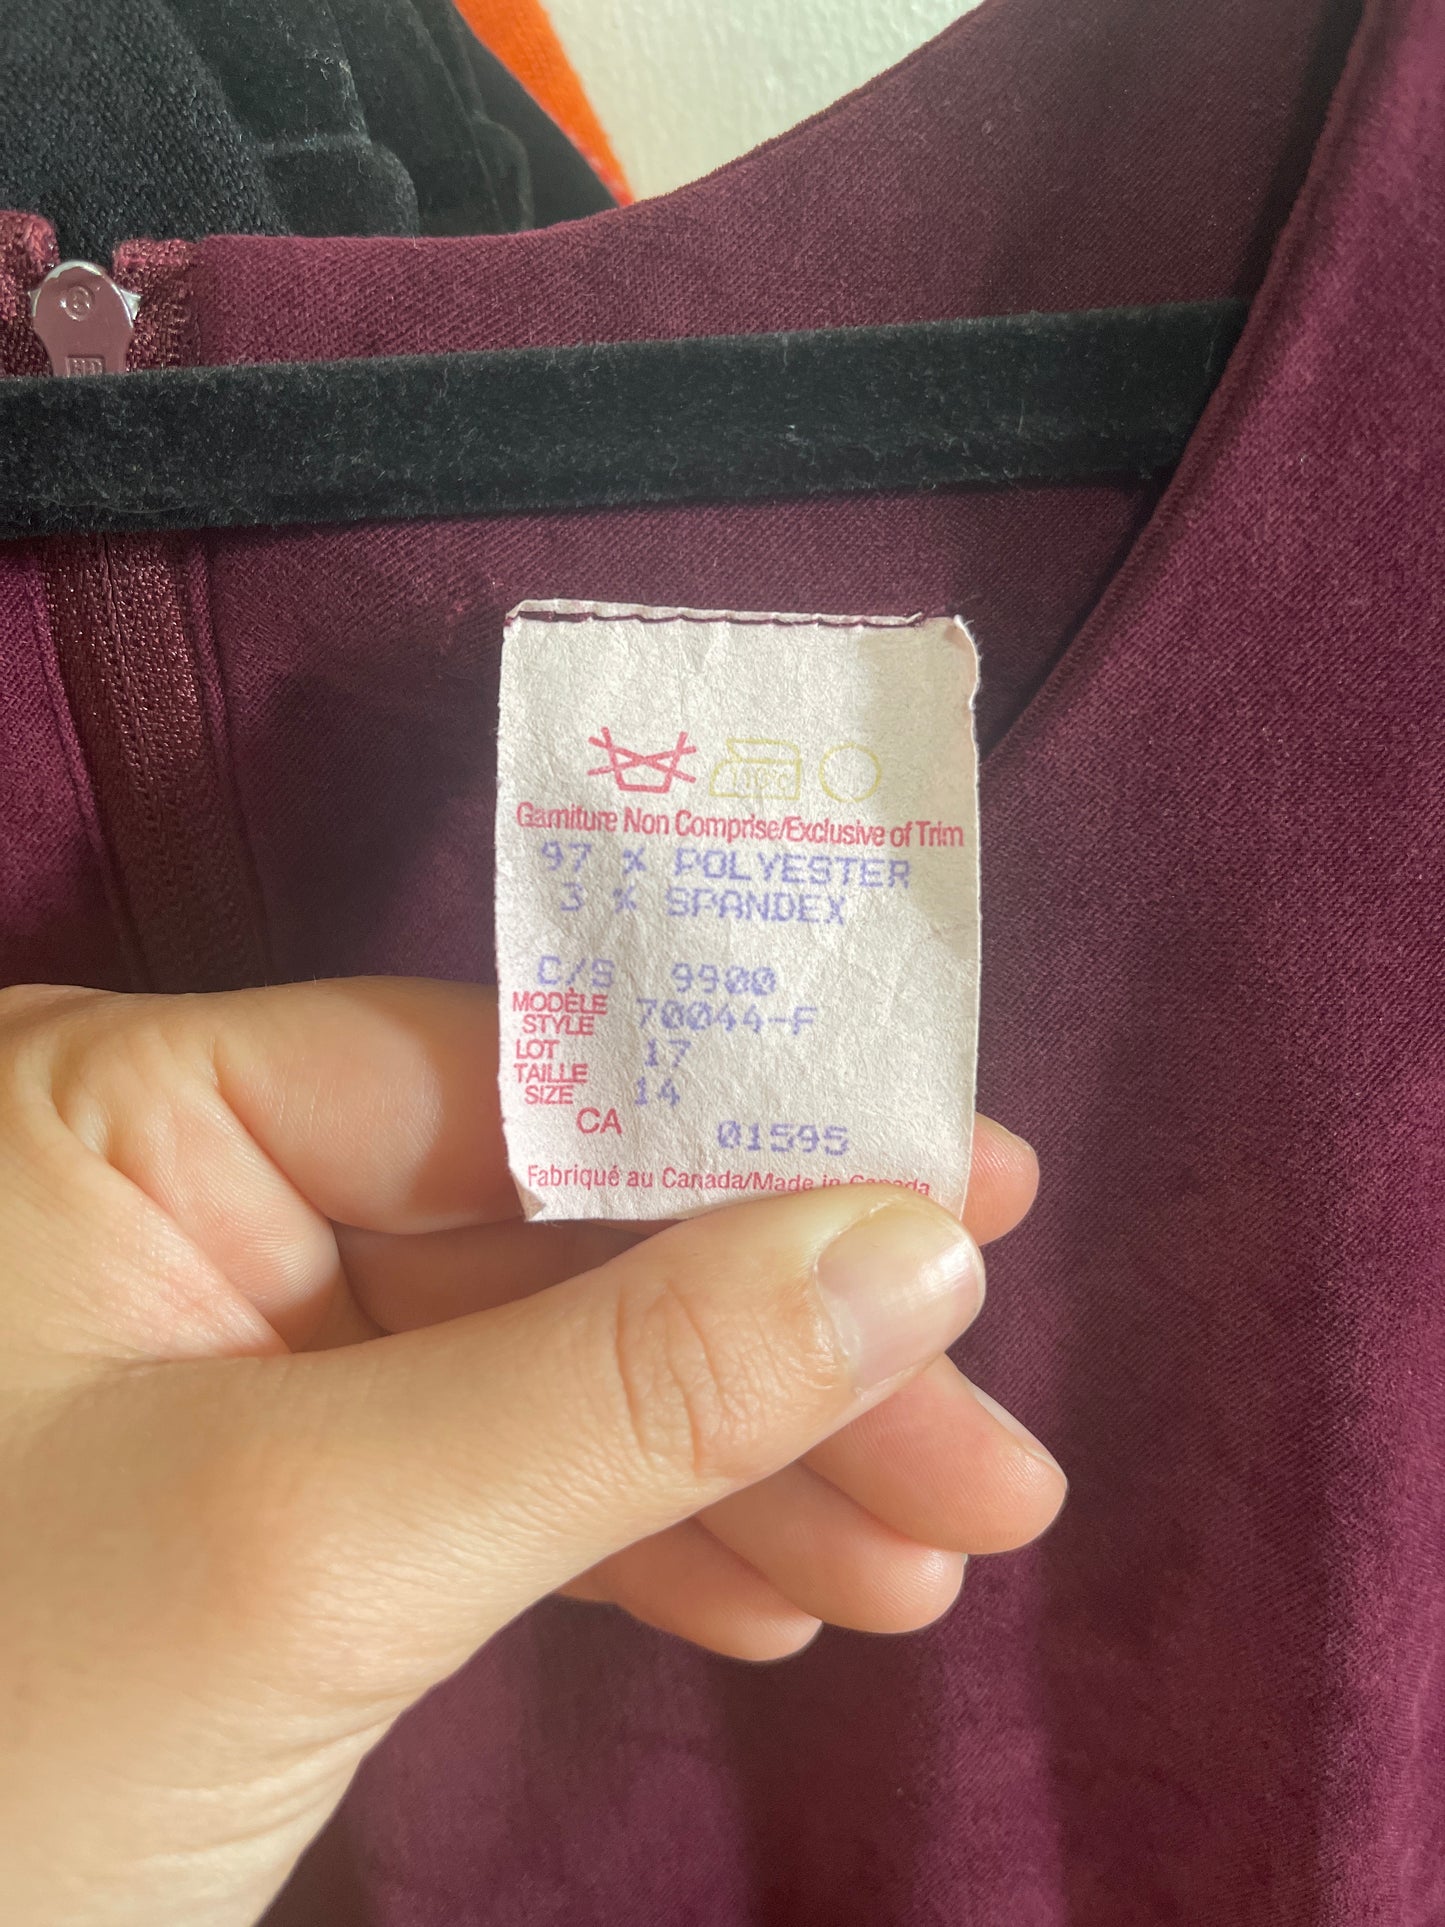 Garniture Non Comprise/Exclusive of Trim
97 % POLYESTER
3 % SPANDEX
C/S 9900
MODÈLE
STYLE 70044-F
LOT 17
TAILLE
SIZE 14
CA 01595
Fabriqué au Canada/Made in Canada